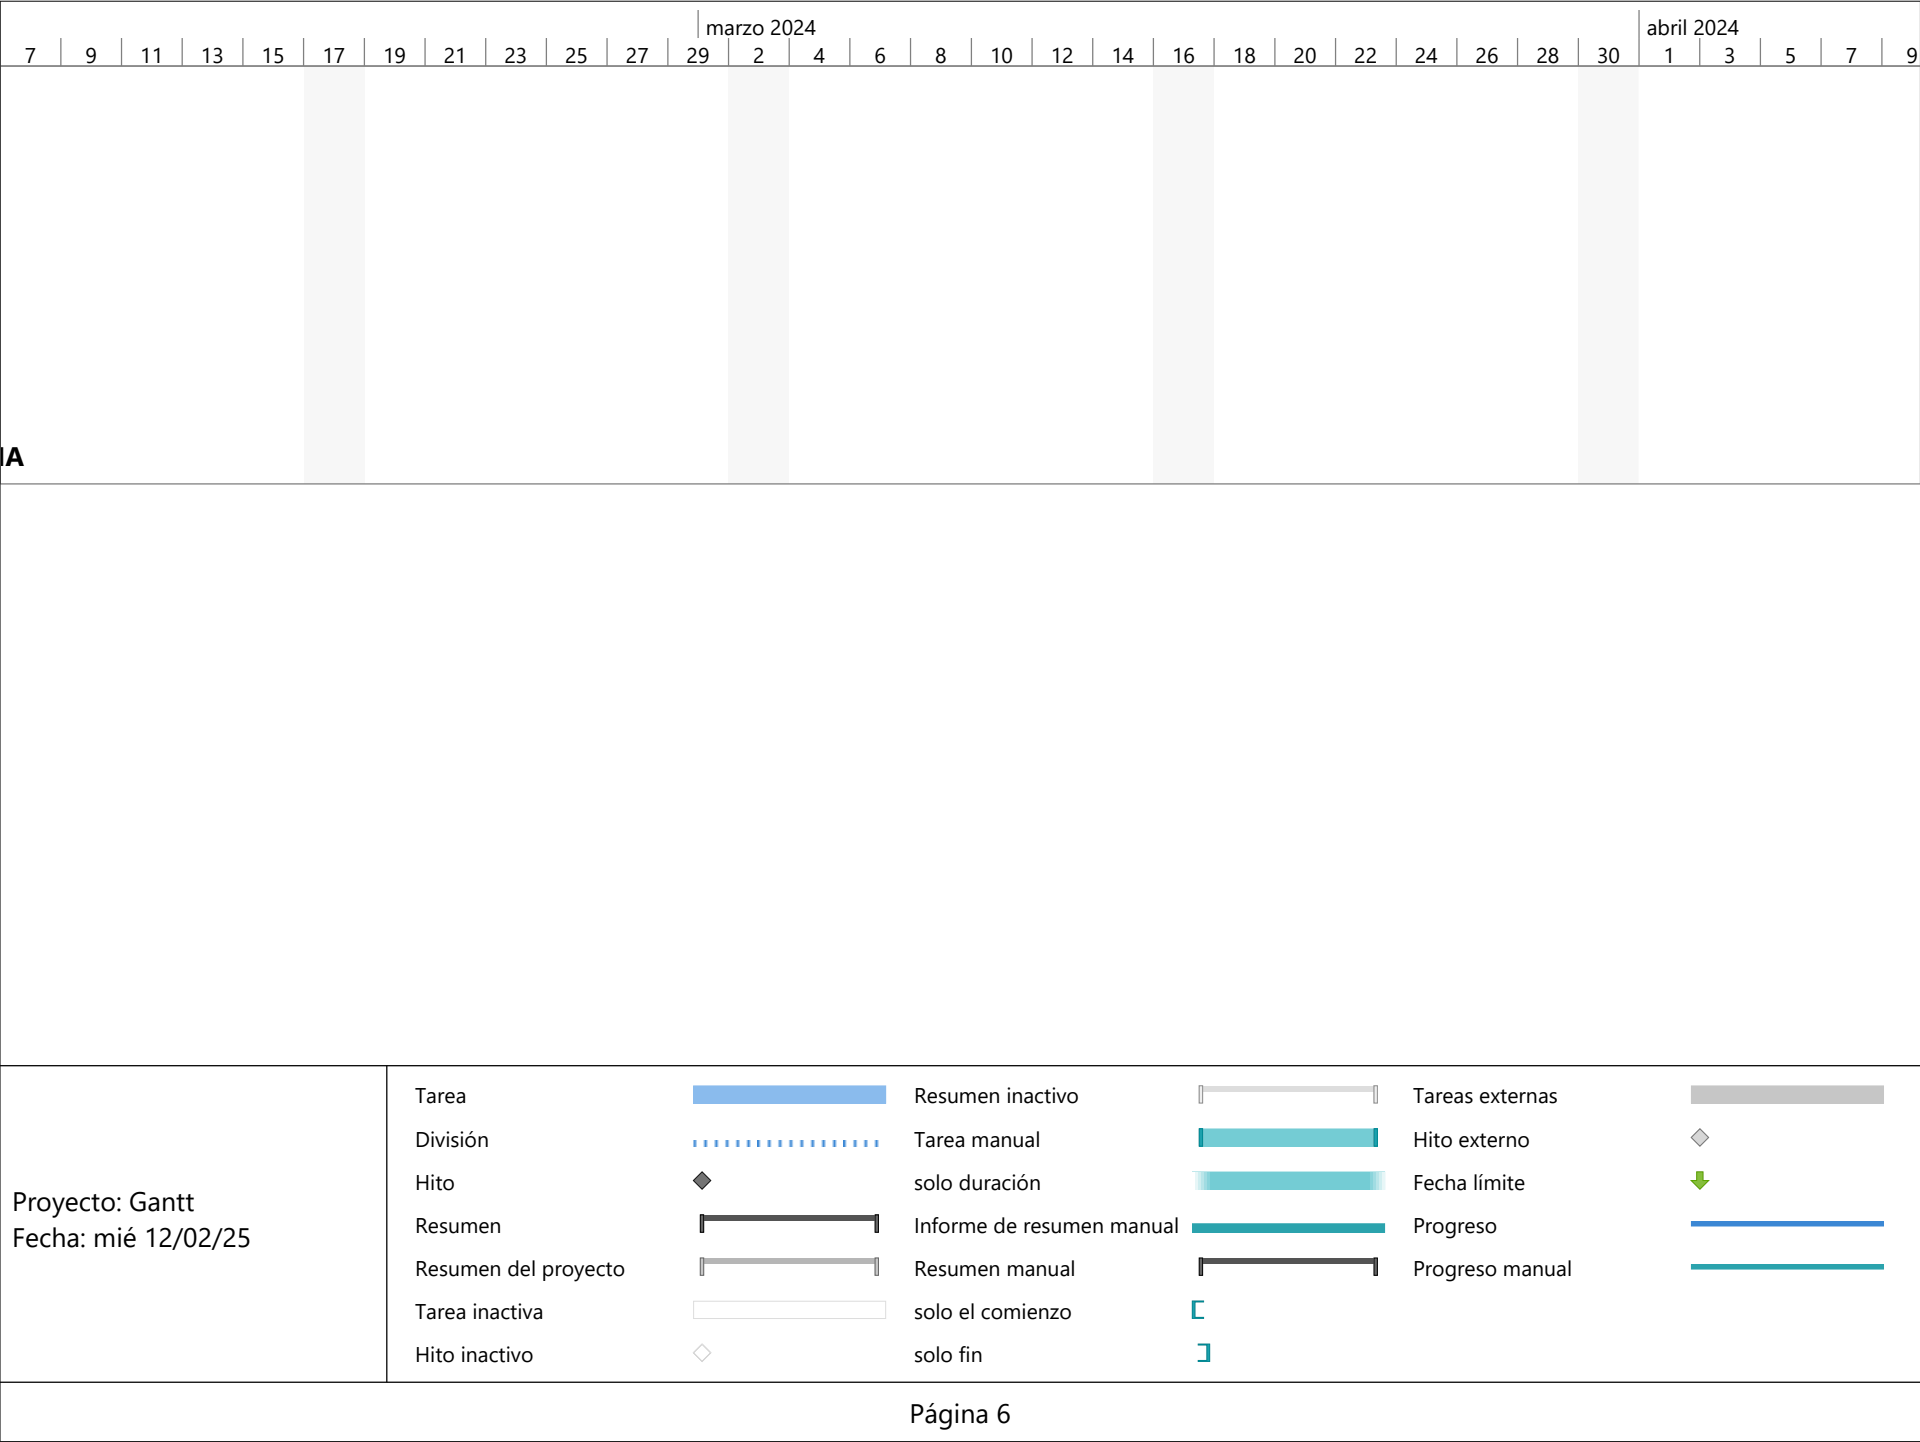 marzo 2024 abril 2024
7 9 11 13 15 17 19 21 23 25 27 29 2 4 6 8 10 12 14 16 18 20 22 24 26 28 30 1 3 5 7 9
IA
Proyecto: Gantt
Fecha: mié 12/02/25
Tarea
División
Hito
Resumen
Resumen del proyecto
Tarea inactiva
Hito inactivo
Resumen inactivo
Tarea manual
solo duración
Informe de resumen manual
Resumen manual
solo el comienzo
solo fin
Tareas externas
Hito externo
Fecha límite
Progreso
Progreso manual
Página 6